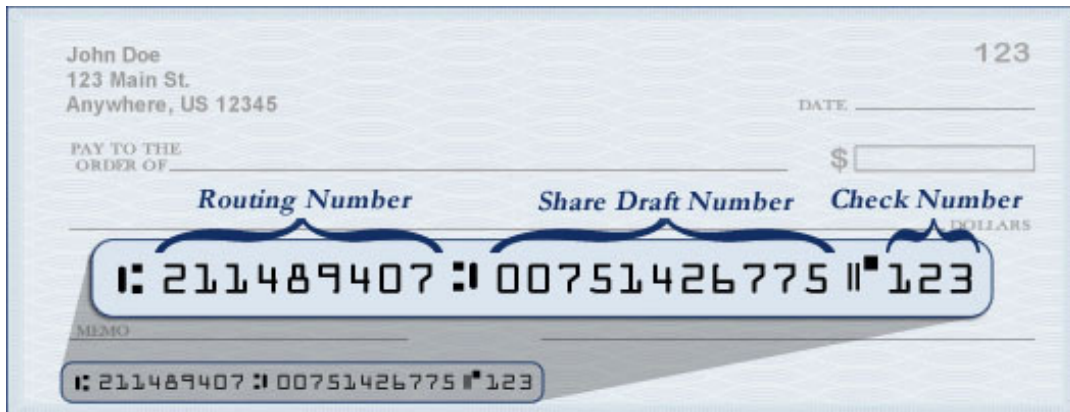 John Doe 123
123 Main St.
Anywhere, US 12345
DATE
PAY TO THE
ORDER OF $
Routing Number Share Draft Number Check Number
DOLLARS
⑆211489407⑆ 00751426775⑈123
MEMO
⑆211489407⑆ 00751426775⑈123